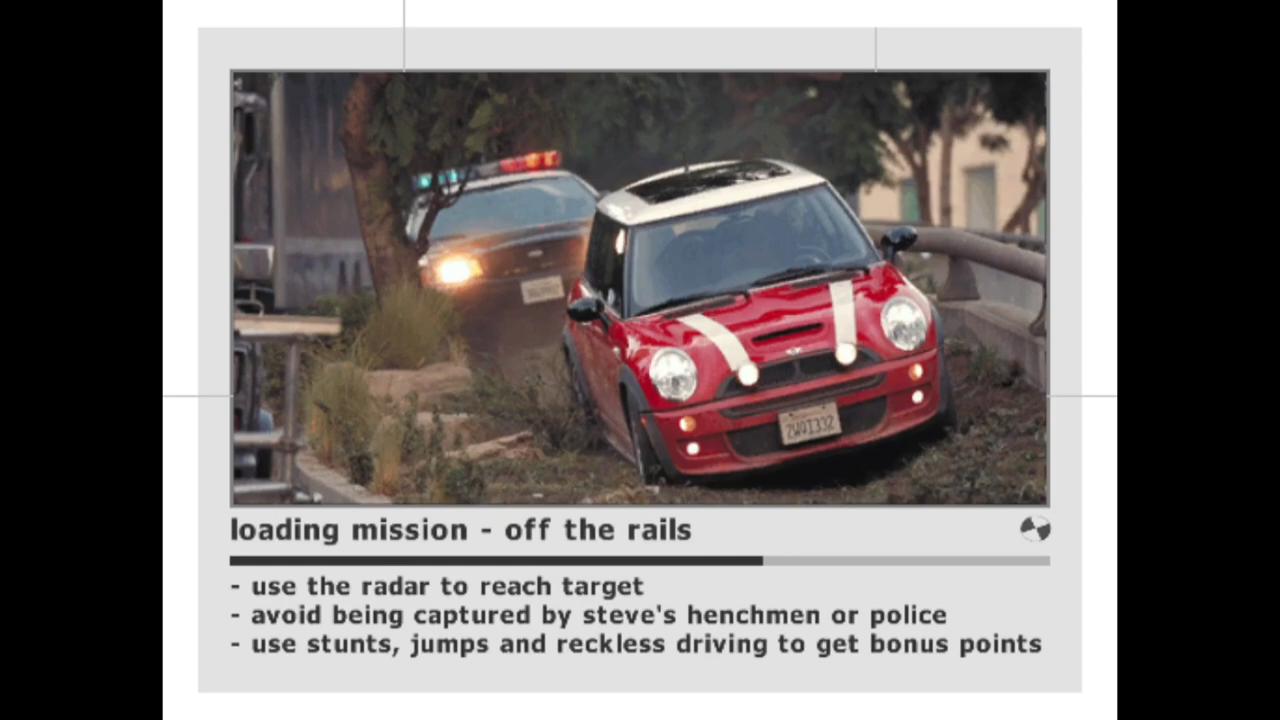 2WQI332
loading mission - off the rails
- use the radar to reach target
- avoid being captured by steve's henchmen or police
- use stunts, jumps and reckless driving to get bonus points